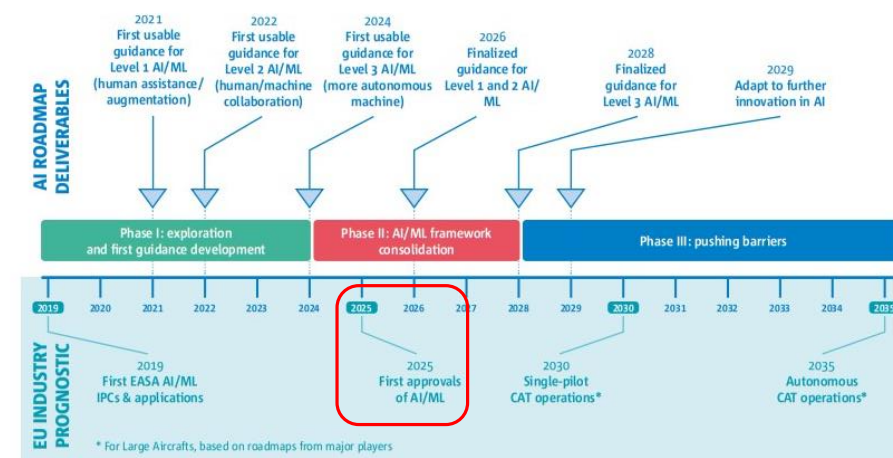 AI ROADMAP
DELIVERABLES
2021
First usable
guidance for
Level 1 AI/ML
(human assistance/
augmentation)
2022
First usable
guidance for
Level 2 AI/ML
(human/machine
collaboration)
2024
First usable
guidance for
Level 3 AI/ML
(more autonomous
machine)
2026
Finalized
guidance for
Level 1 and 2 AI/
ML
2028
Finalized
guidance for
Level 3 AI/ML
2029
Adapt to further
innovation in AI
Phase I: exploration
and first guidance development
Phase II: AI/ML framework
consolidation
Phase III: pushing barriers
2019 2020 2021 2022 2023 2024 2025 2026 2027 2028 2029 2030 2031 2032 2033 2034 2035
EU INDUSTRY
PROGNOSTIC
2019
First EASA AI/ML
IPCs & applications
2025
First approvals
of AI/ML
2030
Single-pilot
CAT operations*
2035
Autonomous
CAT operations*
* For Large Aircrafts, based on roadmaps from major players